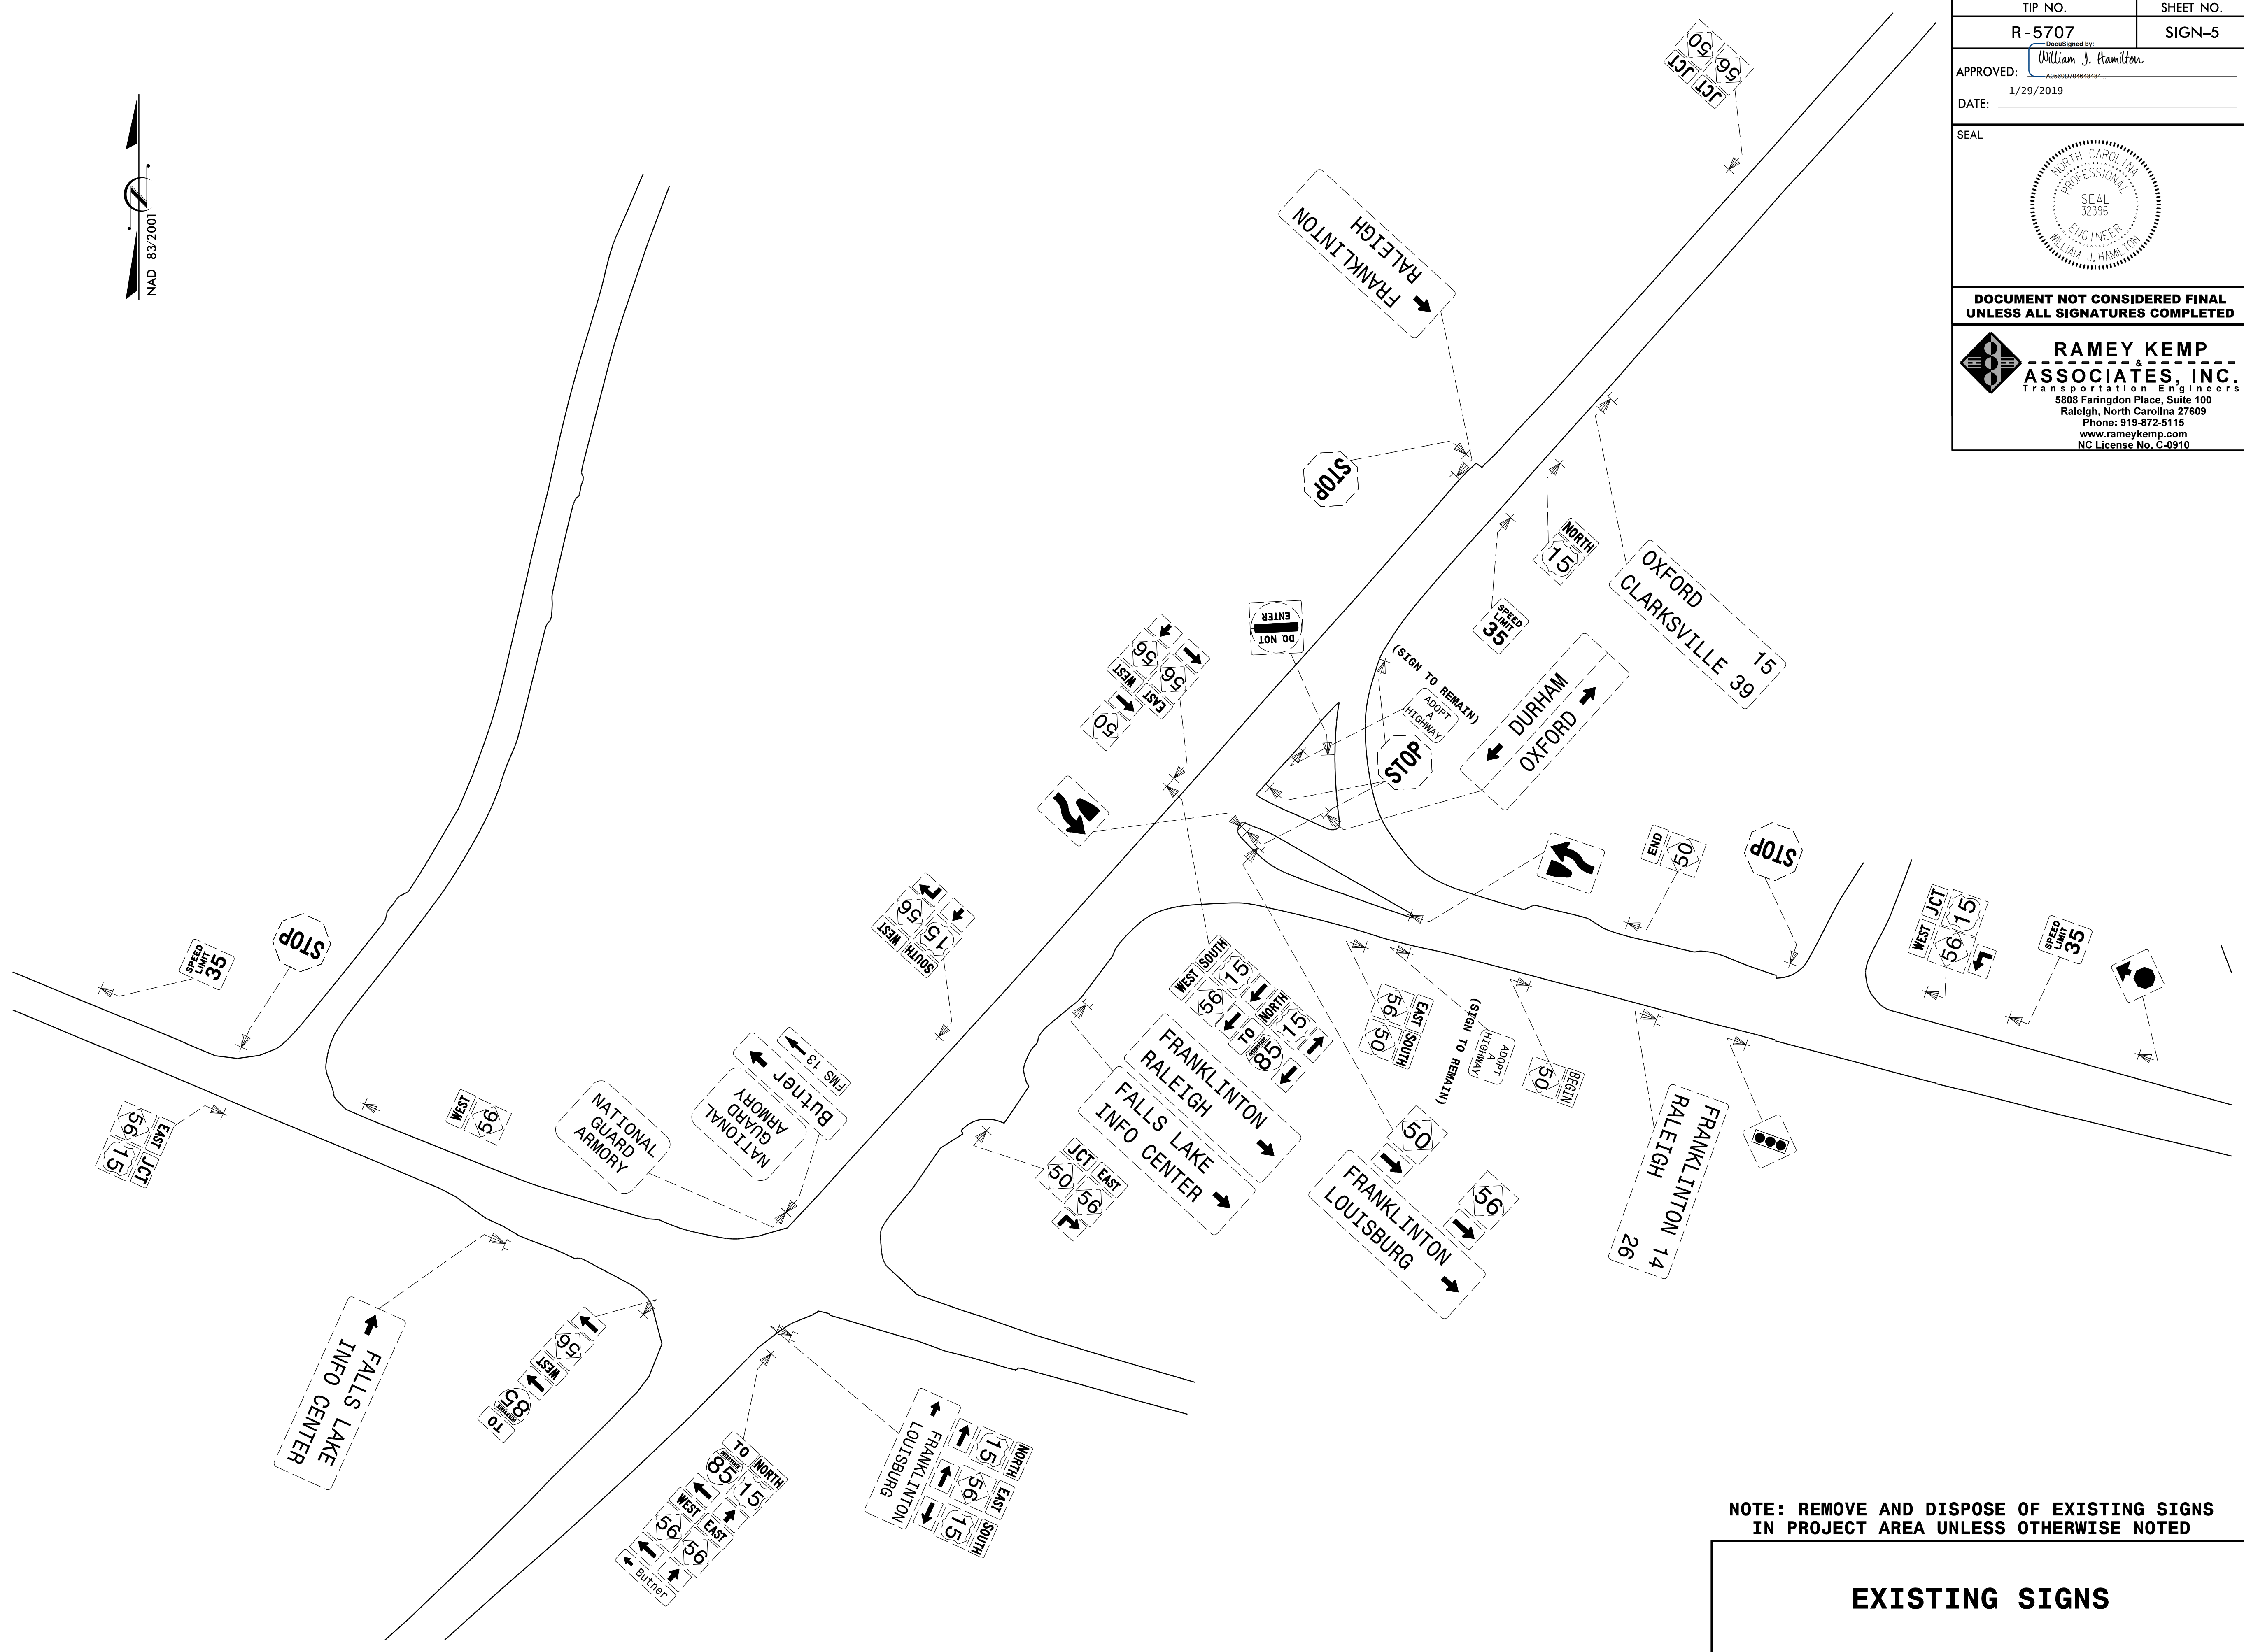 TIP NO.
SHEET NO.
R-5707
SIGN-5
DocuSigned by:
William J. Hamilton
APPROVED:
A0560D704648484...
1/29/2019
DATE:
SEAL
NORTH CAROLINA
PROFESSIONAL
SEAL
32396
ENGINEER
WILLIAM J. HAMILTON
DOCUMENT NOT CONSIDERED FINAL
UNLESS ALL SIGNATURES COMPLETED
RAMEY KEMP
&
ASSOCIATES, INC.
Transportation Engineers
5808 Faringdon Place, Suite 100
Raleigh, North Carolina 27609
Phone: 919-872-5115
www.rameykemp.com
NC License No. C-0910
NAD 83/2001
JCT
50
JCT
56
FRANKLINTON
RALEIGH
STOP
NORTH
15
OXFORD 15
CLARKSVILLE 39
SPEED
LIMIT
35
DO NOT
ENTER
EAST
56
WEST
56
50
(SIGN TO REMAIN)
ADOPT
A
HIGHWAY
STOP
DURHAM
OXFORD
END
50
STOP
WEST
56
JCT
15
SPEED
LIMIT
35
SOUTH
15
WEST
56
SPEED
LIMIT
35
STOP
EAST
56
JCT
15
WEST
56
NATIONAL
GUARD
ARMORY
FMS 13
Butner
NATIONAL
GUARD
ARMORY
WEST
56
SOUTH
15
NORTH
15
TO
INTERSTATE
85
FRANKLINTON
RALEIGH
FALLS LAKE
INFO CENTER
EAST
56
SOUTH
50
(SIGN TO REMAIN)
ADOPT
A
HIGHWAY
BEGIN
50
JCT
50
EAST
56
50
56
FRANKLINTON
LOUISBURG
FRANKLINTON 14
RALEIGH 26
FALLS LAKE
INFO CENTER
TO
INTERSTATE
85
WEST
56
TO
INTERSTATE
85
NORTH
15
WEST
56
EAST
56
Butner
FRANKLINTON
LOUISBURG
NORTH
15
EAST
56
SOUTH
15
NOTE: REMOVE AND DISPOSE OF EXISTING SIGNS
IN PROJECT AREA UNLESS OTHERWISE NOTED
EXISTING SIGNS